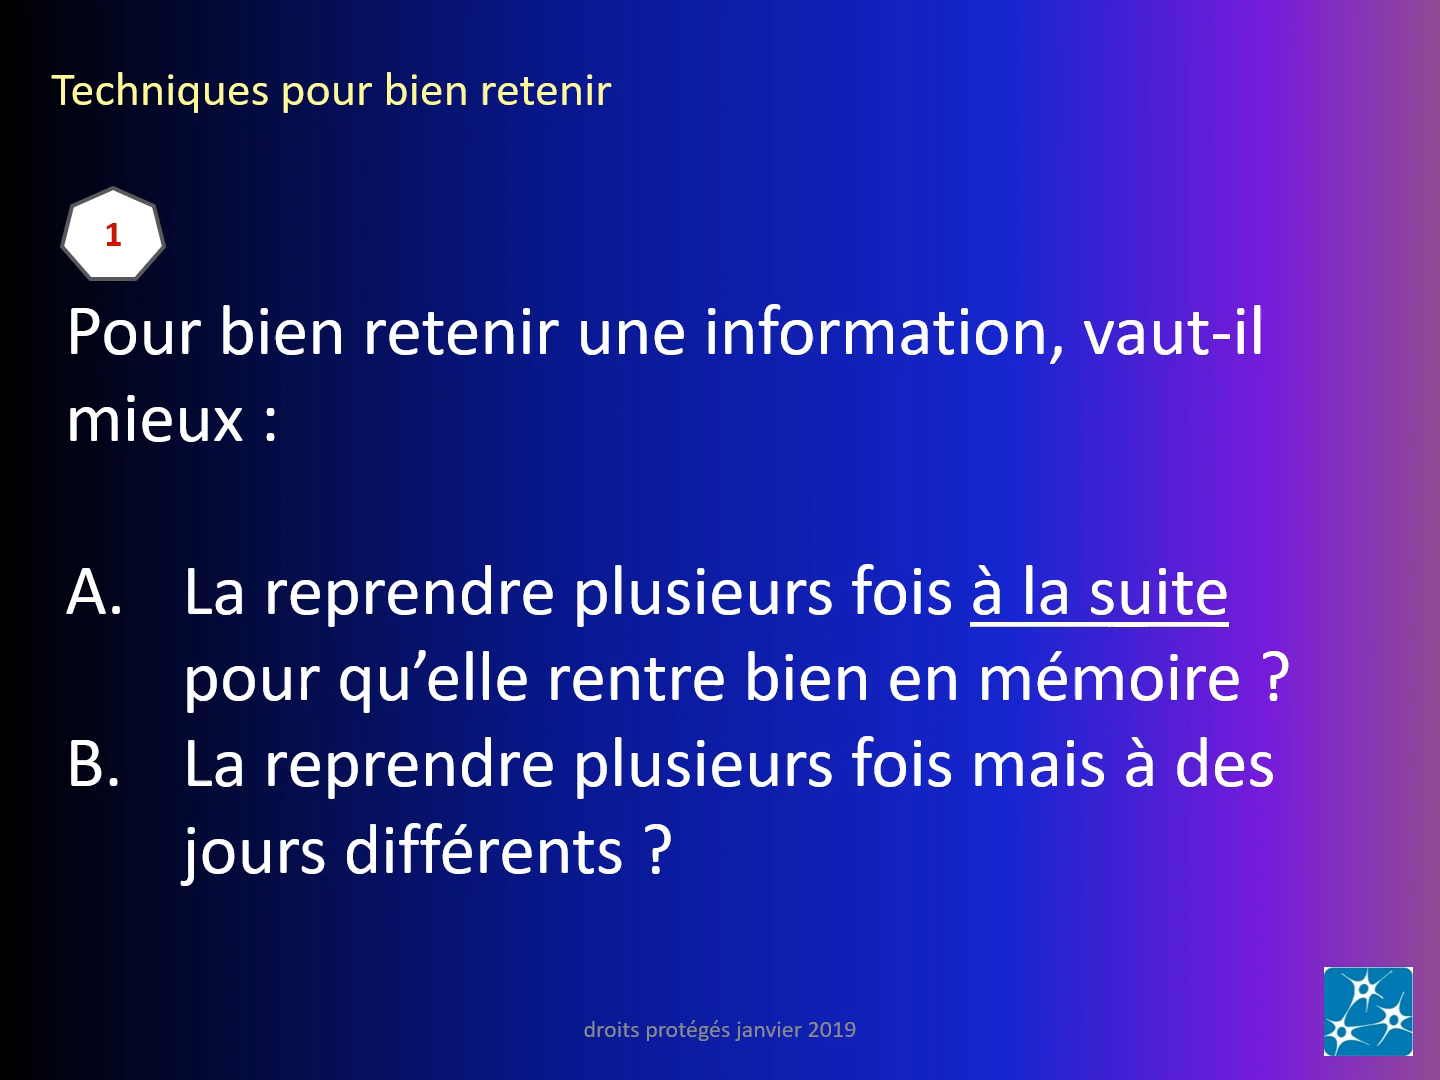 Techniques pour bien retenir
1
Pour bien retenir une information, vaut-il
mieux :
A. La reprendre plusieurs fois à la suite
pour qu’elle rentre bien en mémoire ?
B. La reprendre plusieurs fois mais à des
jours différents ?
droits protégés janvier 2019